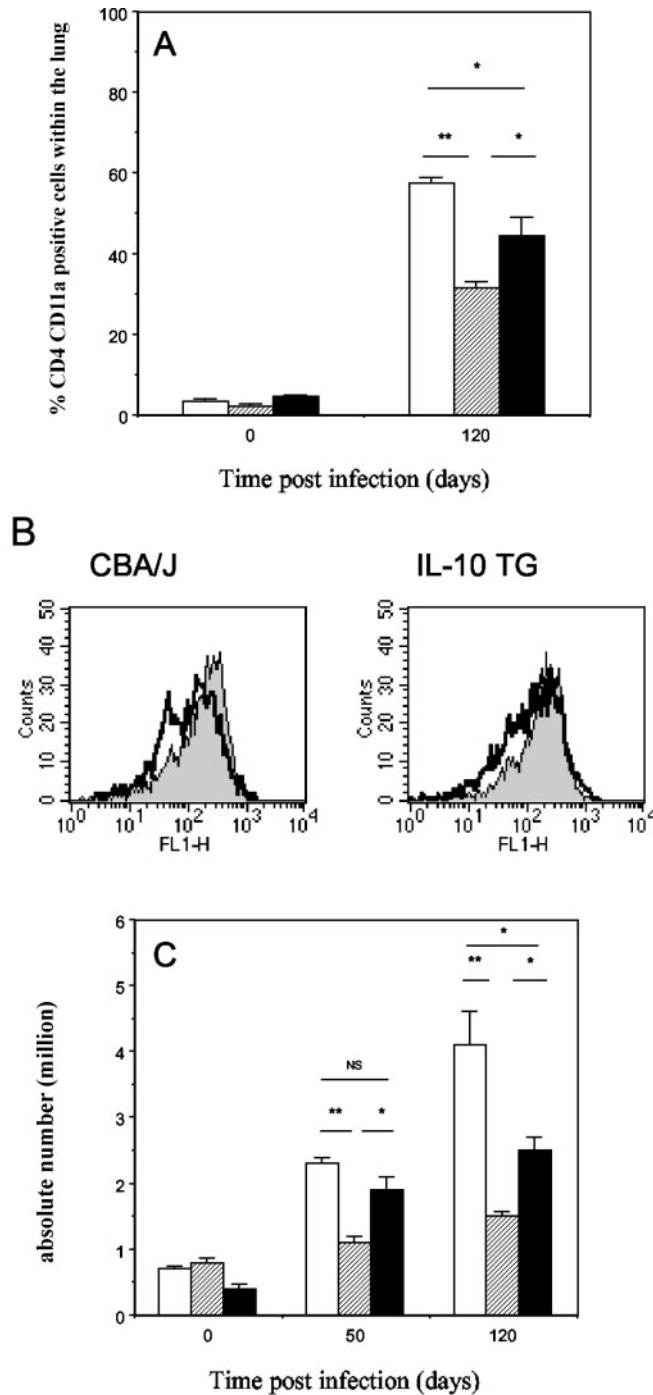 A
% CD4 CD11a positive cells within the lung
100
80
60
40
20
0
*
** *
0 120
Time post infection (days)
B
CBA/J IL-10 TG
Counts
50
40
30
20
10
0
10^0 10^1 10^2 10^3 10^4
FL1-H
Counts
50
40
30
20
10
0
10^0 10^1 10^2 10^3 10^4
FL1-H
C
absolute number (million)
6
5
4
3
2
1
0
NS
** *
*
** *
0 50 120
Time post infection (days)